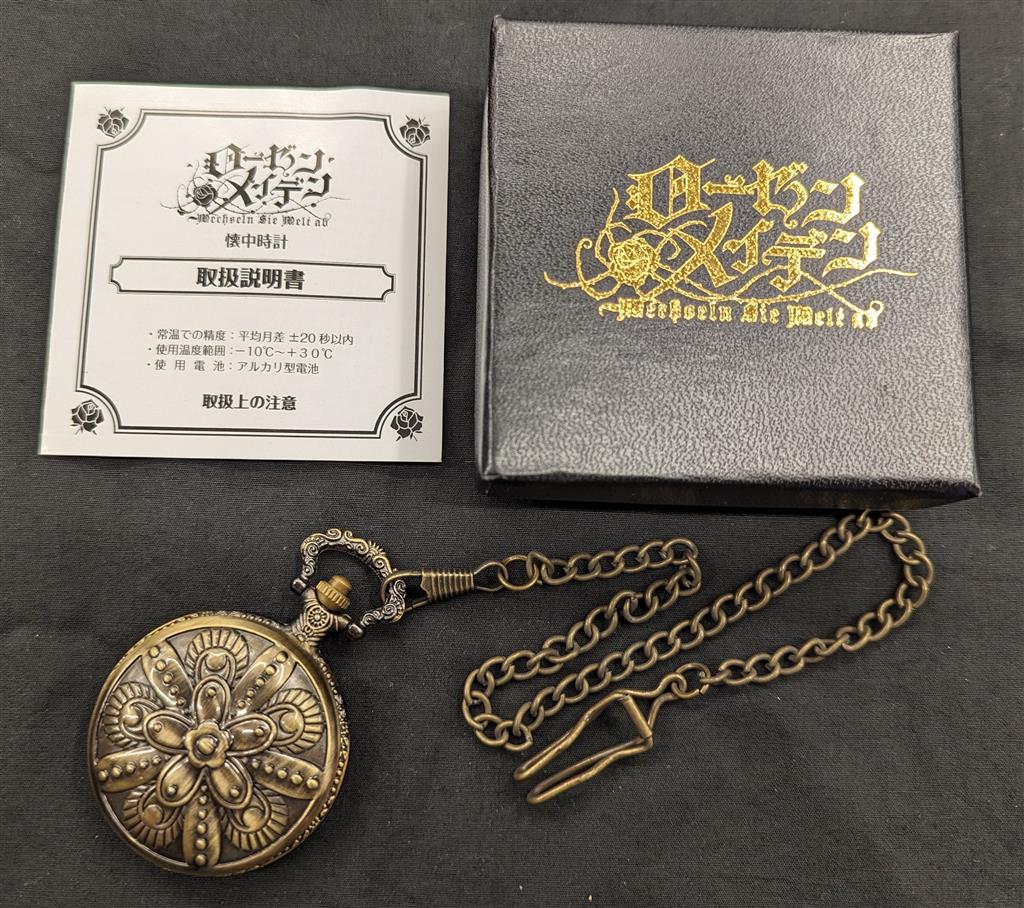 ローゼン
メイデン
Wechseln Sie Welt ab
懐中時計
取扱説明書
・常温での精度：平均月差 ±20秒以内
・使用温度範囲：−10℃～＋30℃
・使用電池：アルカリ型電池
取扱上の注意
ローゼン
メイデン
Wechseln Sie Welt ab